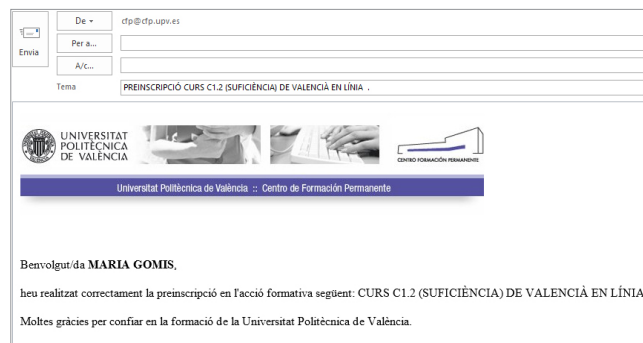 De
cfp@cfp.upv.es
Envia
Per a...
A/c...
Tema
PREINSCRIPCIÓ CURS C1.2 (SUFICIÈNCIA) DE VALENCIÀ EN LÍNIA .
UNIVERSITAT
POLITÈCNICA
DE VALÈNCIA
CENTRO FORMACIÓN PERMANENTE
Universitat Politècnica de València :: Centro de Formación Permanente
Benvolgut/da MARIA GOMIS,
heu realitzat correctament la preinscripció en l'acció formativa següent: CURS C1.2 (SUFICIÈNCIA) DE VALENCIÀ EN LÍNIA
Moltes gràcies per confiar en la formació de la Universitat Politècnica de València.